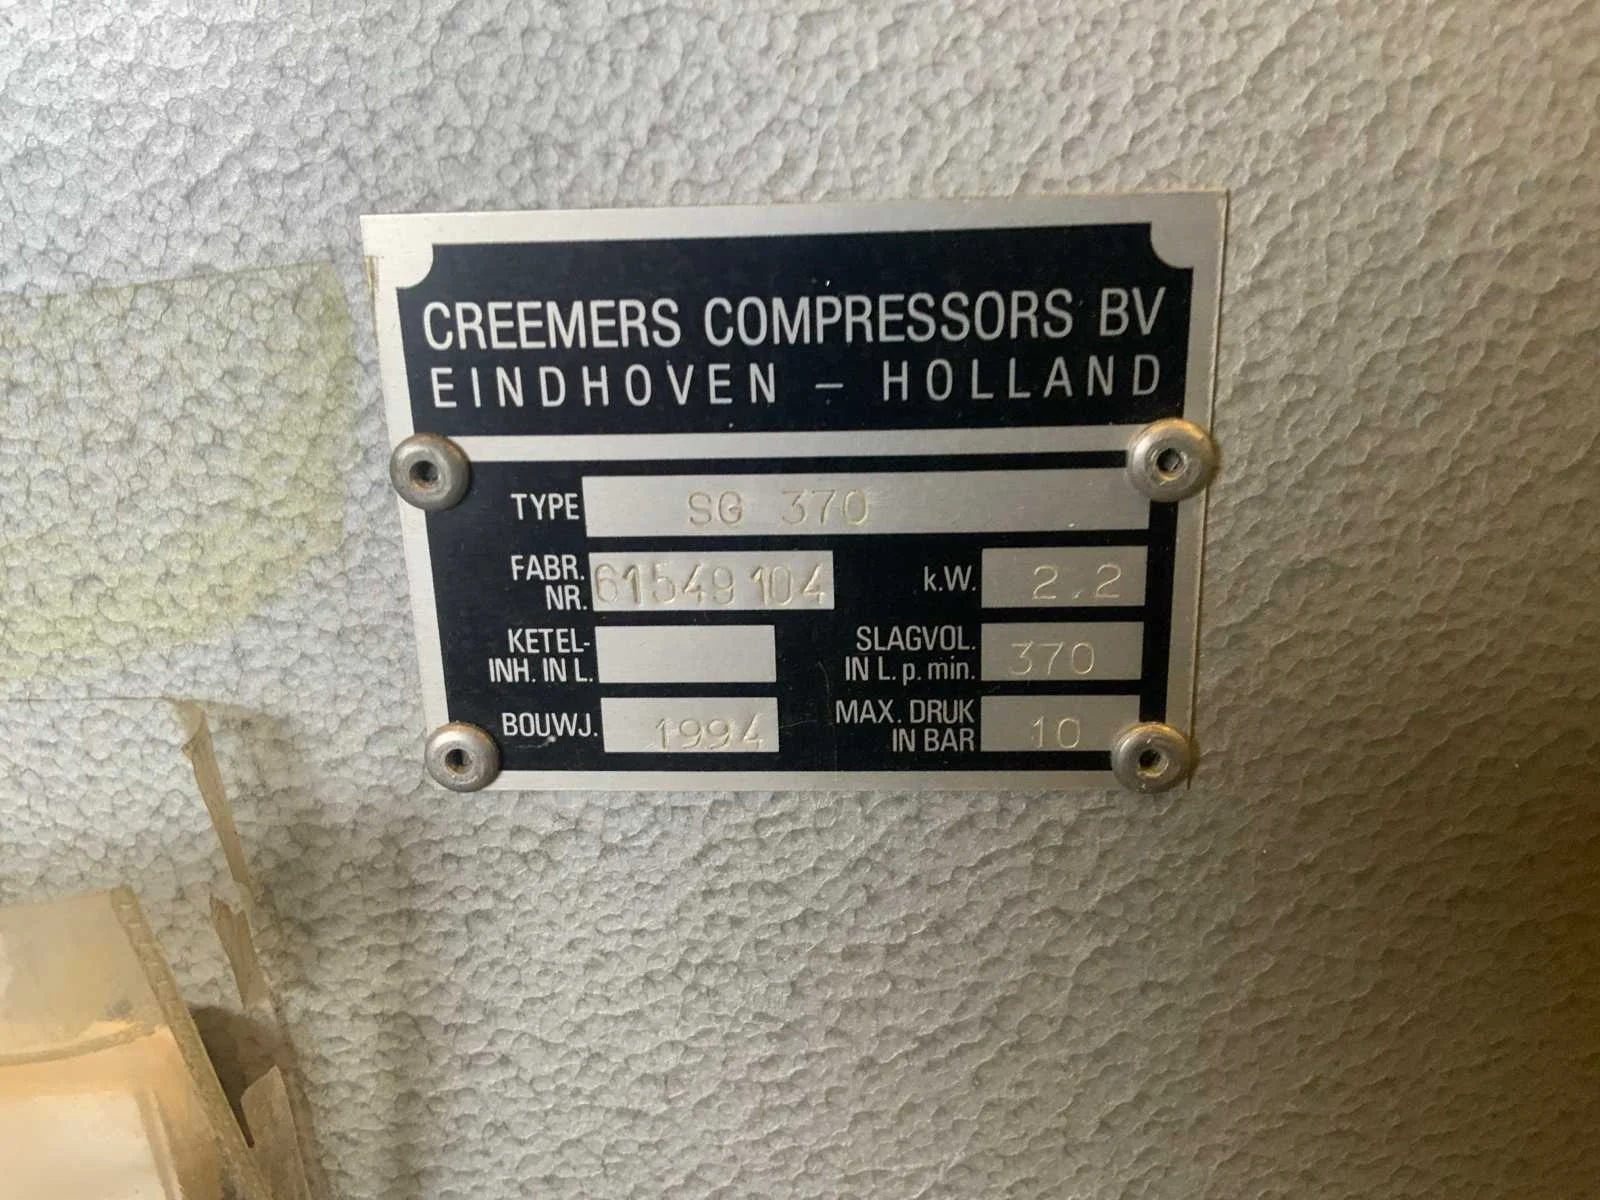 CREEMERS COMPRESSORS BV
EINDHOVEN - HOLLAND
TYPE SG 370
FABR. NR. 61549104
k.W. 2.2
KETEL-
INH. IN L.
SLAGVOL.
IN L. p. min. 370
BOUWJ. 1994
MAX. DRUK
IN BAR 10